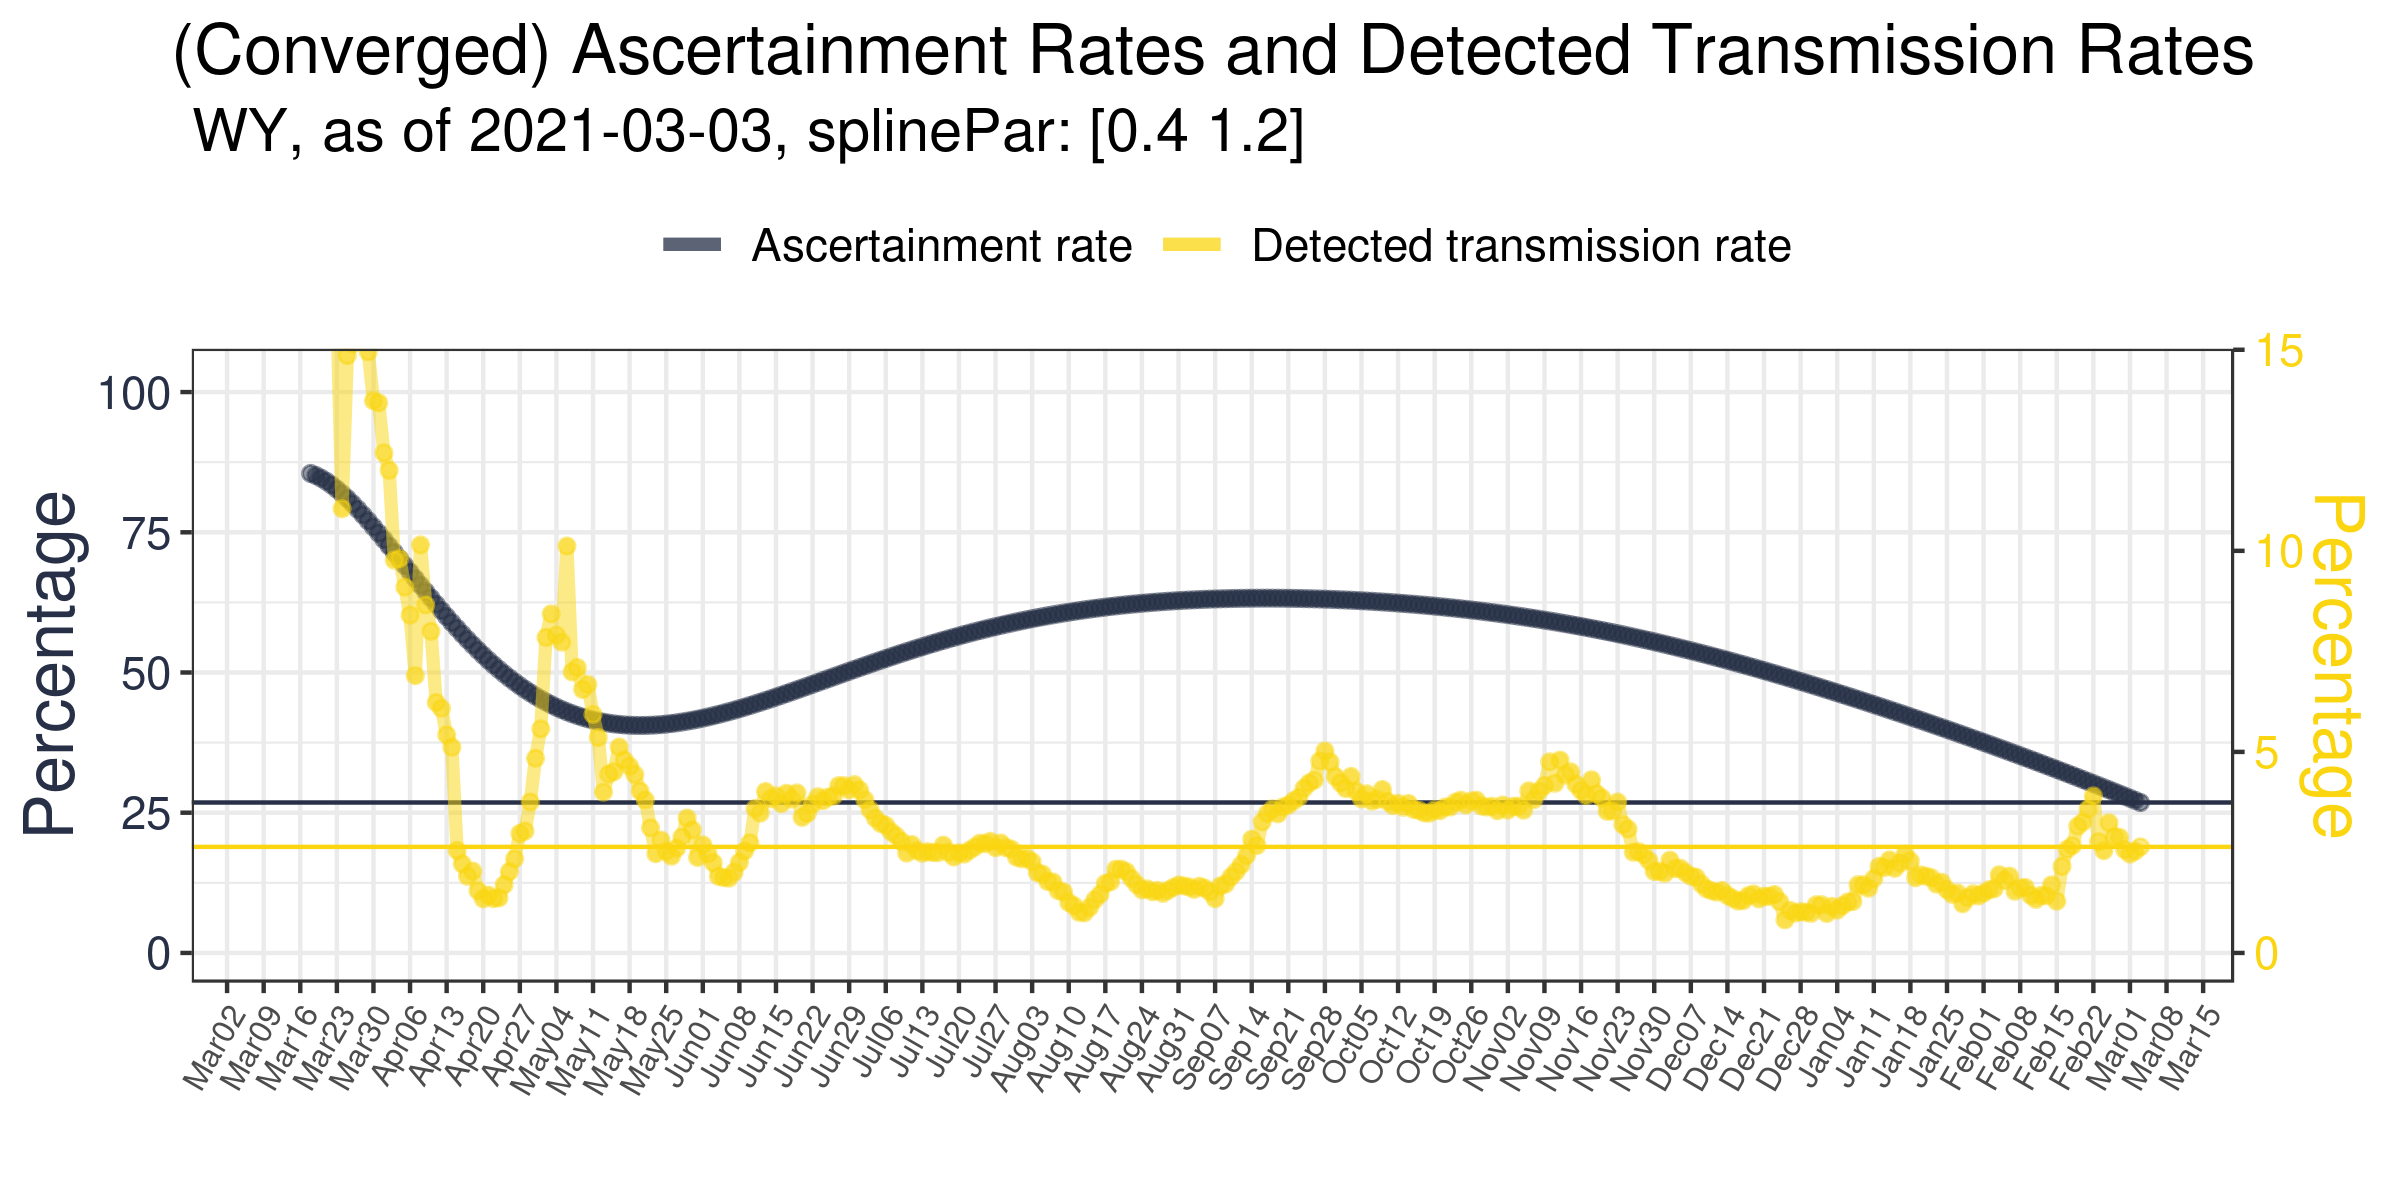 (Converged) Ascertainment Rates and Detected Transmission Rates
WY, as of 2021-03-03, splinePar: [0.4 1.2]
Ascertainment rate
Detected transmission rate
Percentage
100
75
50
25
0
15
10
5
0
Percentage
Mar02
Mar09
Mar16
Mar23
Mar30
Apr06
Apr13
Apr20
Apr27
May04
May11
May18
May25
Jun01
Jun08
Jun15
Jun22
Jun29
Jul06
Jul13
Jul20
Jul27
Aug03
Aug10
Aug17
Aug24
Aug31
Sep07
Sep14
Sep21
Sep28
Oct05
Oct12
Oct19
Oct26
Nov02
Nov09
Nov16
Nov23
Nov30
Dec07
Dec14
Dec21
Dec28
Jan04
Jan11
Jan18
Jan25
Feb01
Feb08
Feb15
Feb22
Mar01
Mar08
Mar15